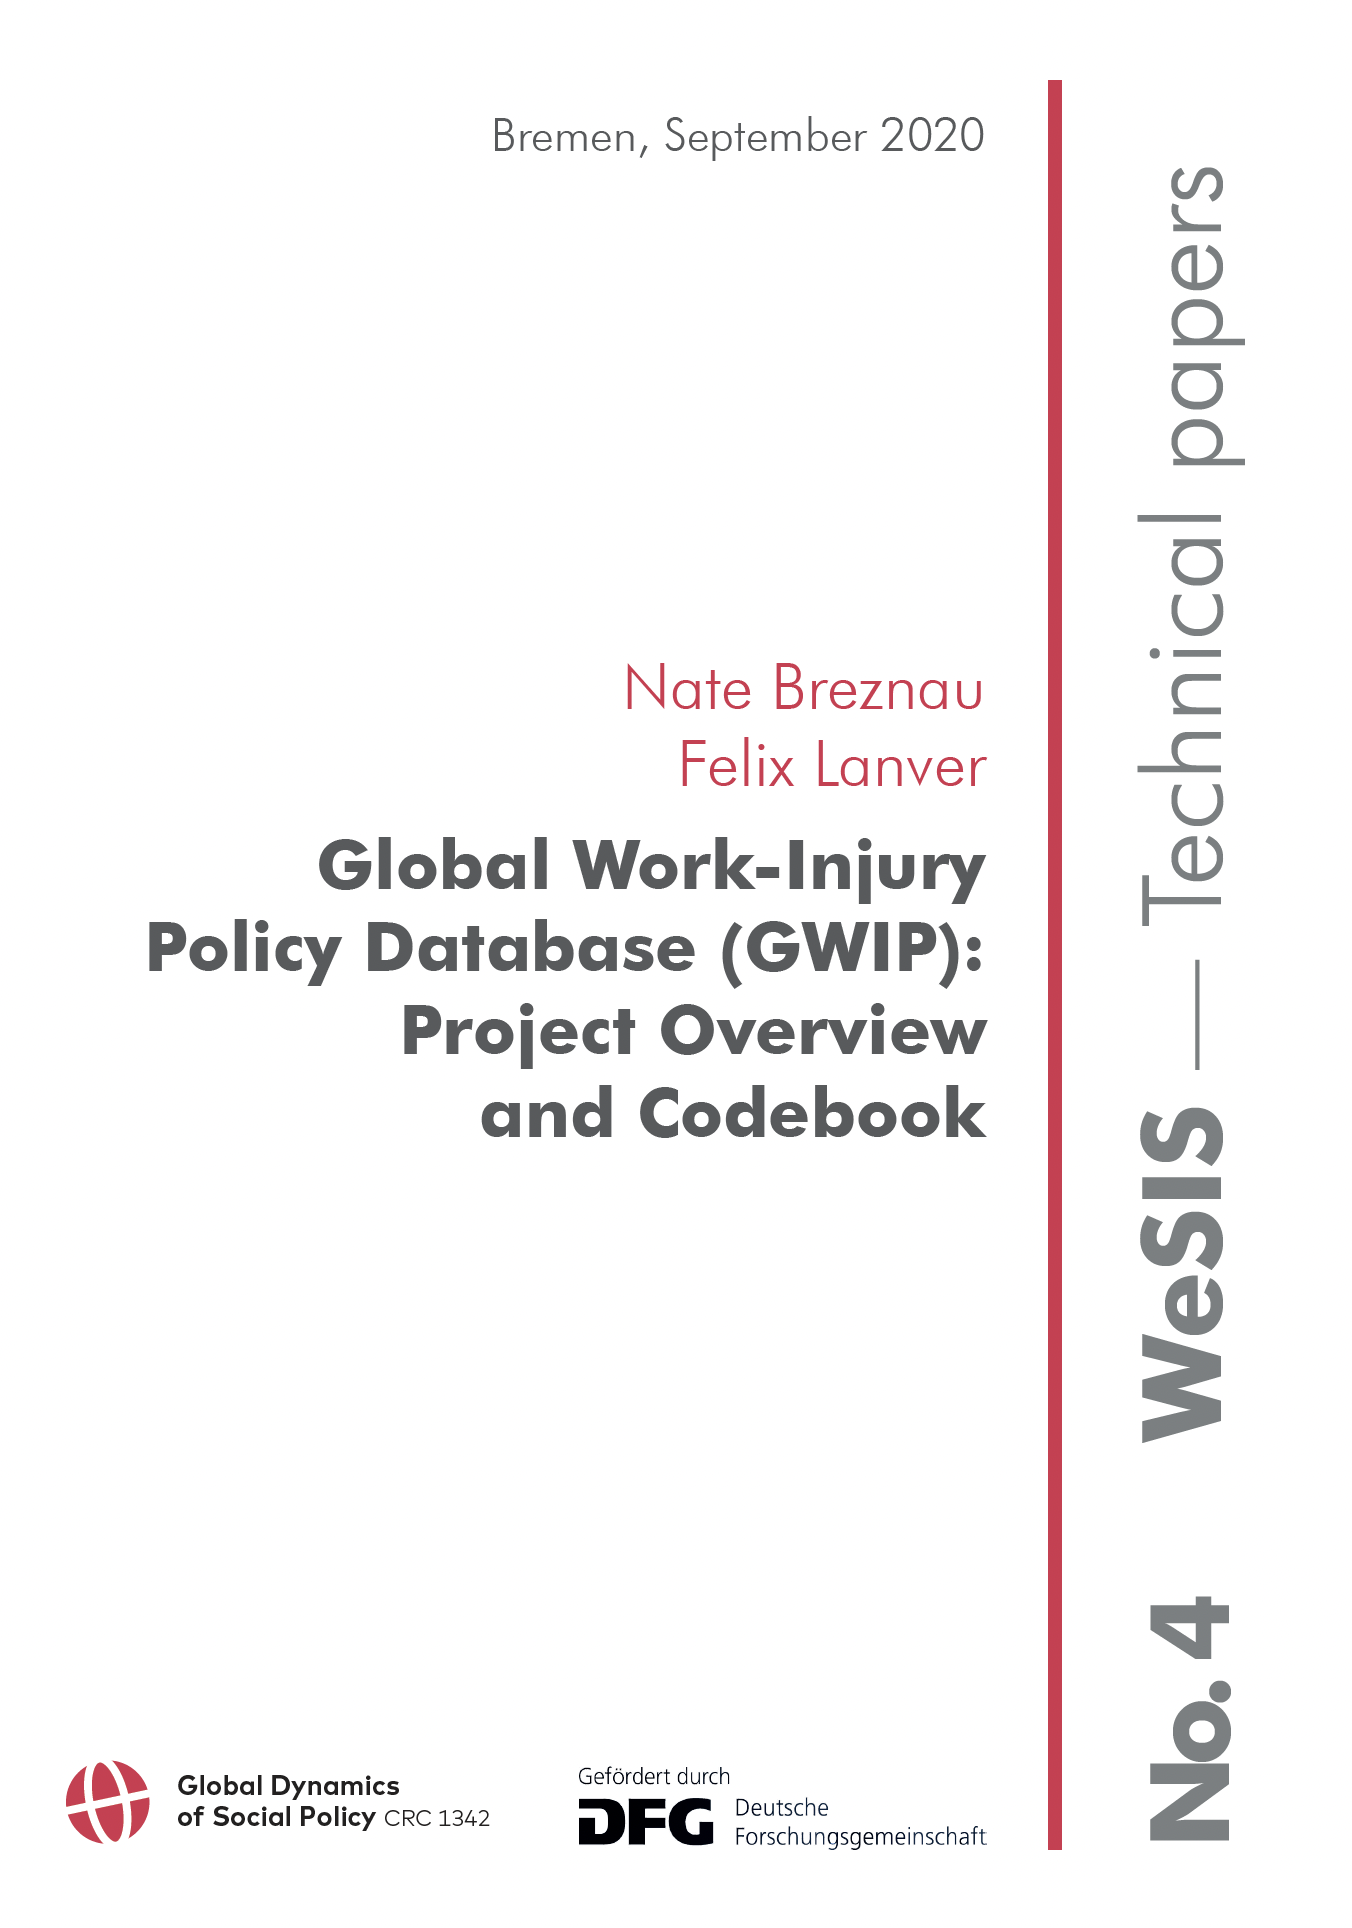 Bremen, September 2020
Nate Breznau
Felix Lanver
Global Work-Injury
Policy Database (GWIP):
Project Overview
and Codebook
No. 4 WeSIS — Technical papers
Global Dynamics
of Social Policy CRC 1342
Gefördert durch
DFG
Deutsche
Forschungsgemeinschaft